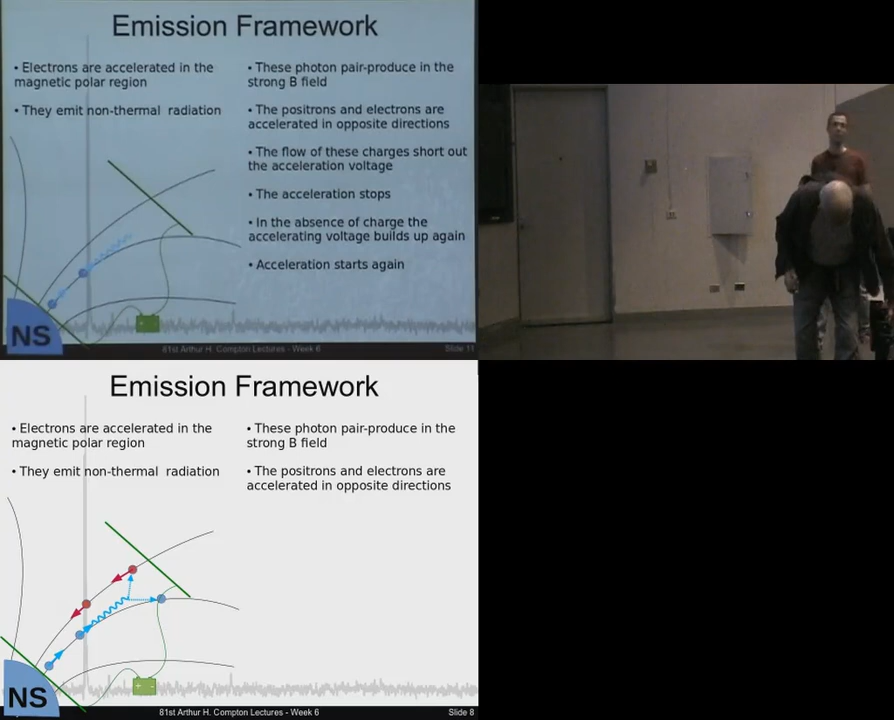 Emission Framework
• Electrons are accelerated in the
magnetic polar region
• They emit non-thermal  radiation
• These photon pair-produce in the
strong B field
• The positrons and electrons are
accelerated in opposite directions
• The flow of these charges short out
the acceleration voltage
• The acceleration stops
• In the absence of charge the
accelerating voltage builds up again
• Acceleration starts again
NS
81st Arthur H. Compton Lectures - Week 6
Slide 11
Emission Framework
• Electrons are accelerated in the
magnetic polar region
• They emit non-thermal  radiation
• These photon pair-produce in the
strong B field
• The positrons and electrons are
accelerated in opposite directions
NS
81st Arthur H. Compton Lectures - Week 6
Slide 8